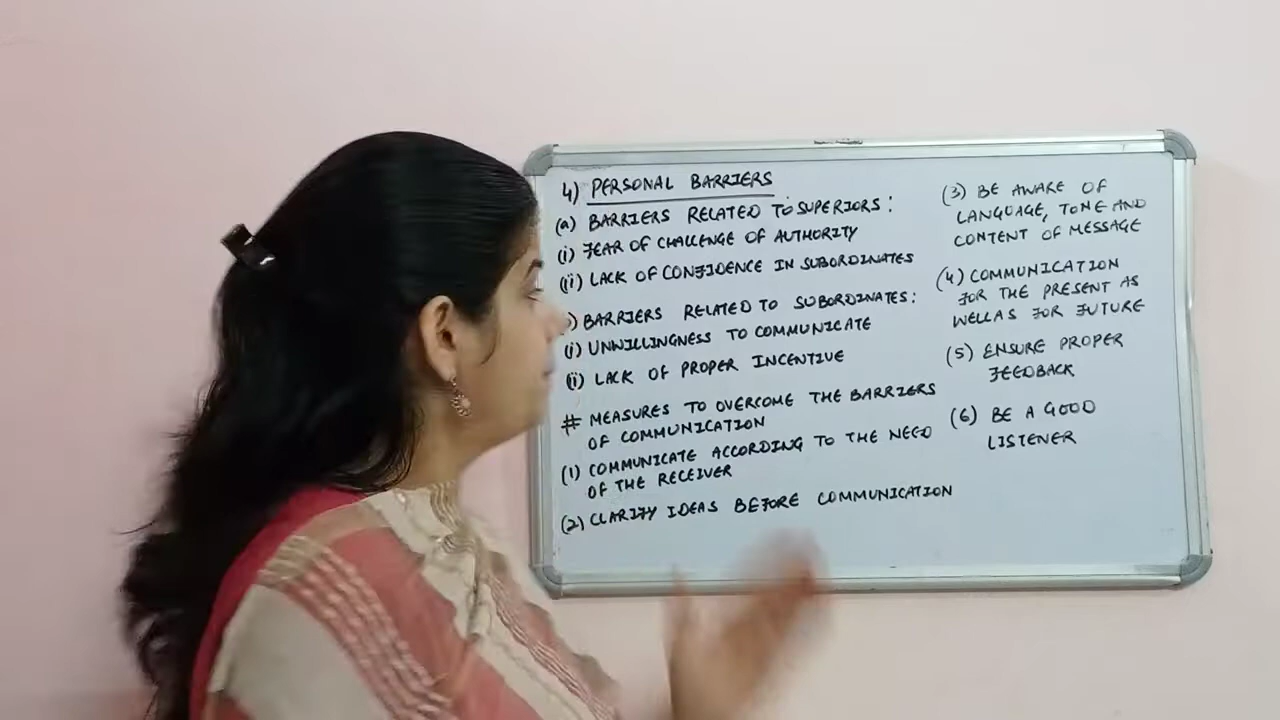 4) PERSONAL BARRIERS
(a) BARRIERS RELATED TO SUPERIORS:
(i) FEAR OF CHALLENGE OF AUTHORITY
(ii) LACK OF CONFIDENCE IN SUBORDINATES
) BARRIERS RELATED TO SUBORDINATES:
(i) UNWILLINGNESS TO COMMUNICATE
(ii) LACK OF PROPER INCENTIVE
# MEASURES TO OVERCOME THE BARRIERS
OF COMMUNICATION
(1) COMMUNICATE ACCORDING TO THE NEED
OF THE RECEIVER
(2) CLARIFY IDEAS BEFORE COMMUNICATION
(3) BE AWARE OF
LANGUAGE, TONE AND
CONTENT OF MESSAGE
(4) COMMUNICATION
FOR THE PRESENT AS
WELL AS FOR FUTURE
(5) ENSURE PROPER
FEEDBACK
(6) BE A GOOD
LISTENER